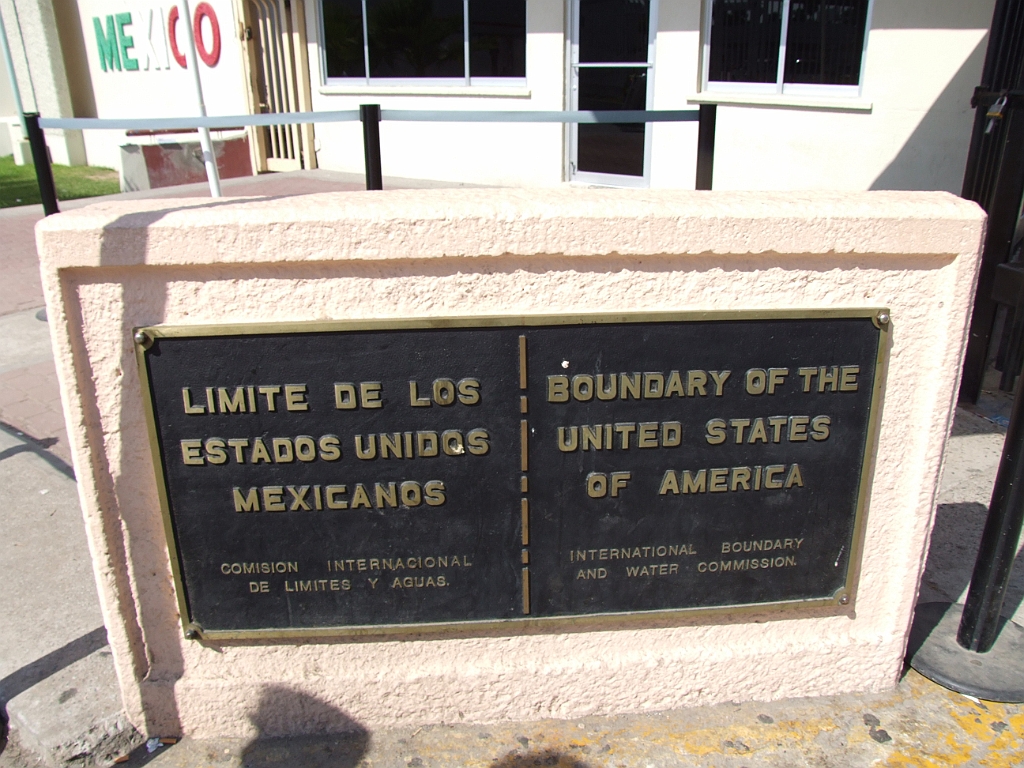 MEXICO
LIMITE DE LOS
ESTADOS UNIDOS
MEXICANOS
COMISION INTERNACIONAL
DE LIMITES Y AGUAS.
BOUNDARY OF THE
UNITED STATES
OF AMERICA
INTERNATIONAL BOUNDARY
AND WATER COMMISSION.